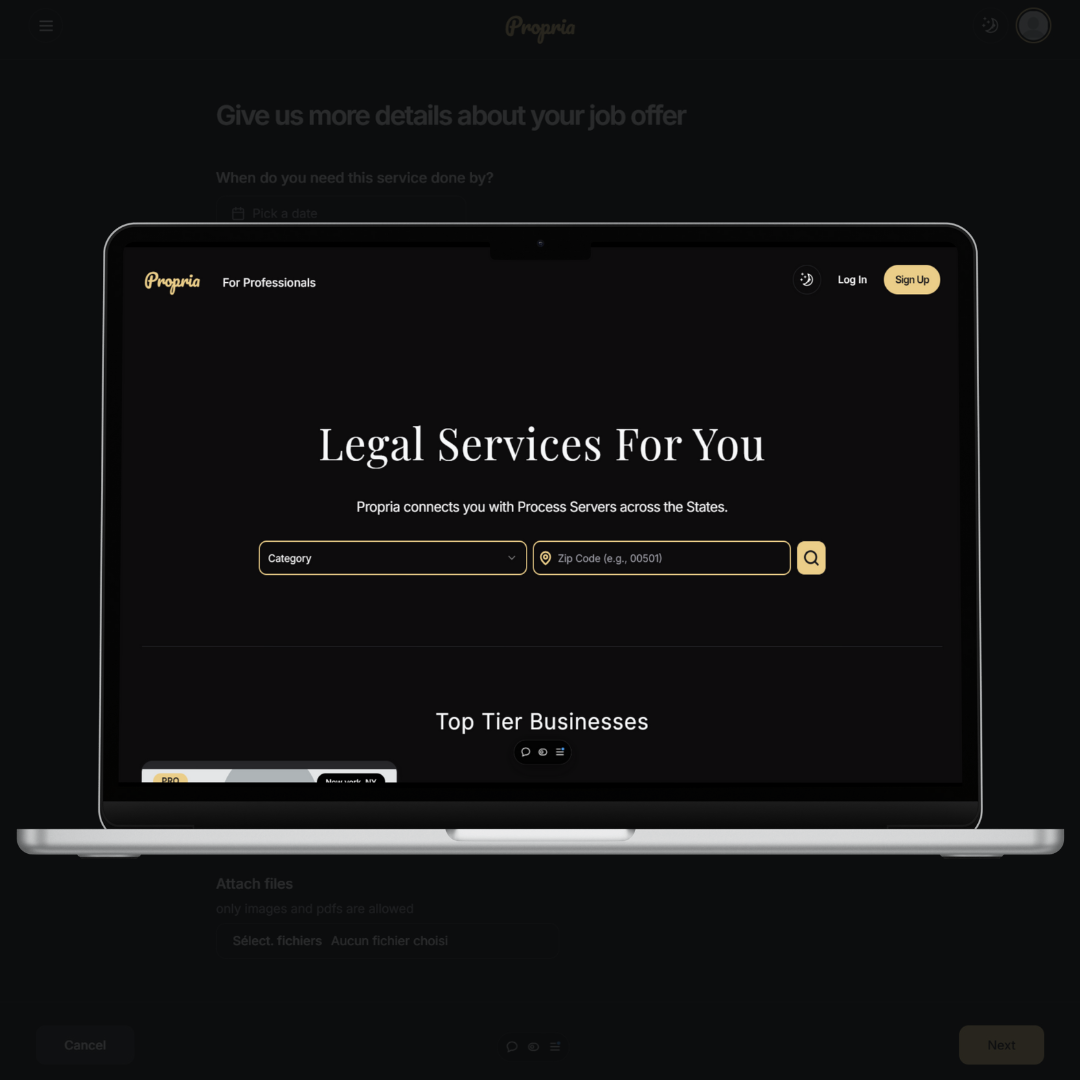 Propria
Give us more details about your job offer
When do you need this service done by?
Pick a date
Propria For Professionals Log In Sign Up
Legal Services For You
Propria connects you with Process Servers across the States.
Category Zip Code (e.g., 00501)
Top Tier Businesses
PRO New york, NY
Attach files
only images and pdfs are allowed
Sélect. fichiers Aucun fichier choisi
Cancel Next